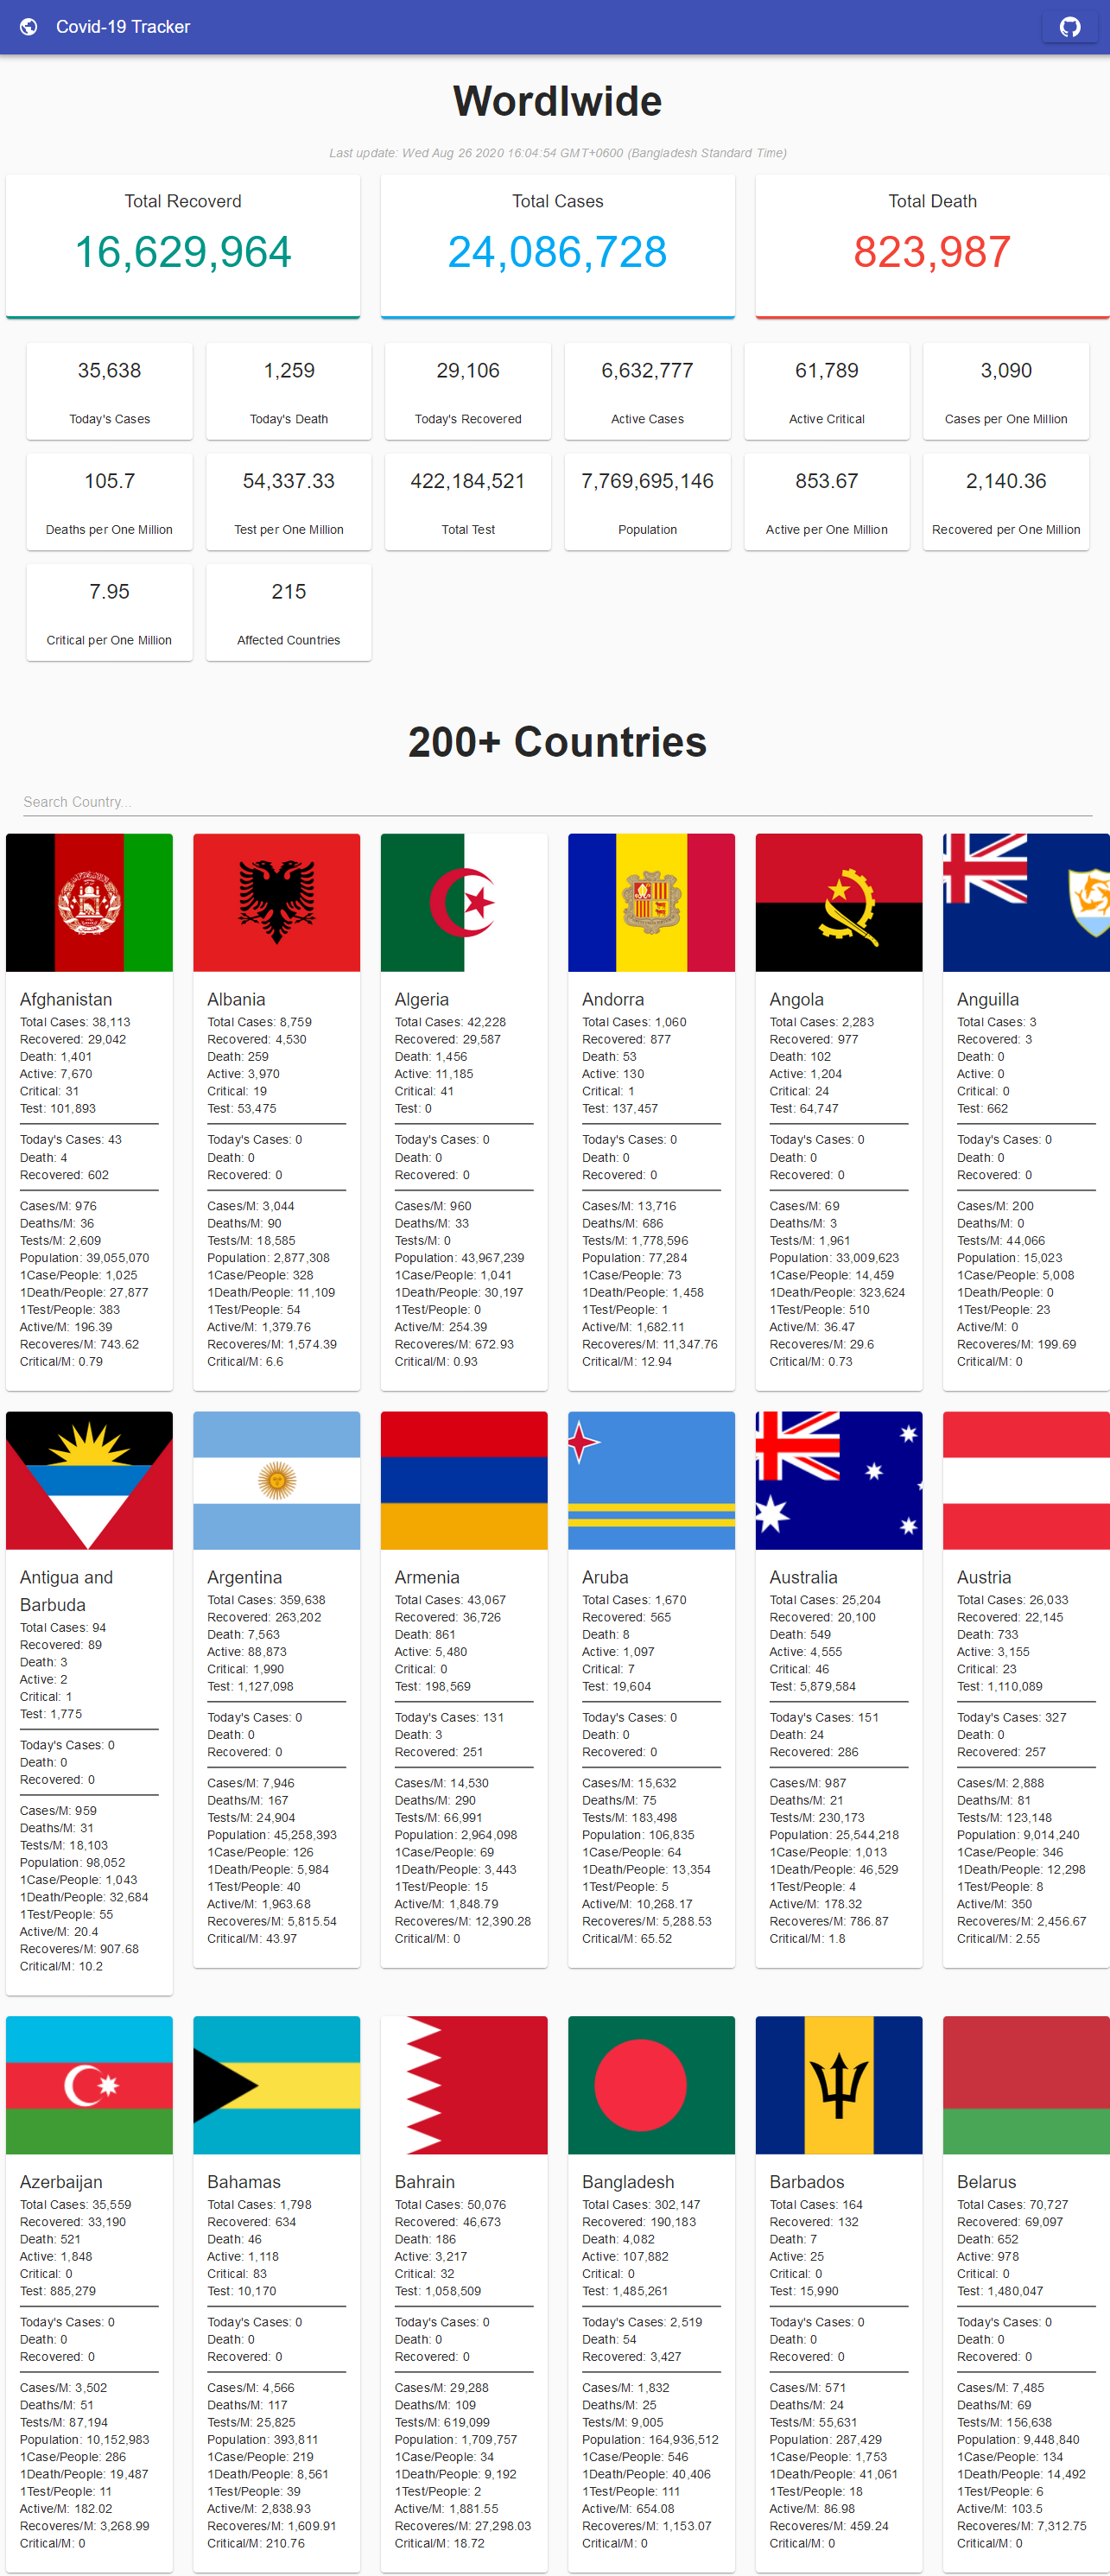 Covid-19 Tracker
Wordlwide
Last update: Wed Aug 26 2020 16:04:54 GMT+0600 (Bangladesh Standard Time)
Total Recoverd
16,629,964
Total Cases
24,086,728
Total Death
823,987
35,638
Today's Cases
1,259
Today's Death
29,106
Today's Recovered
6,632,777
Active Cases
61,789
Active Critical
3,090
Cases per One Million
105.7
Deaths per One Million
54,337.33
Test per One Million
422,184,521
Total Test
7,769,695,146
Population
853.67
Active per One Million
2,140.36
Recovered per One Million
7.95
Critical per One Million
215
Affected Countries
200+ Countries
Search Country...
Afghanistan
Total Cases: 38,113
Recovered: 29,042
Death: 1,401
Active: 7,670
Critical: 31
Test: 101,893
Today's Cases: 43
Death: 4
Recovered: 602
Cases/M: 976
Deaths/M: 36
Tests/M: 2,609
Population: 39,055,070
1Case/People: 1,025
1Death/People: 27,877
1Test/People: 383
Active/M: 196.39
Recoveres/M: 743.62
Critical/M: 0.79
Albania
Total Cases: 8,759
Recovered: 4,530
Death: 259
Active: 3,970
Critical: 19
Test: 53,475
Today's Cases: 0
Death: 0
Recovered: 0
Cases/M: 3,044
Deaths/M: 90
Tests/M: 18,585
Population: 2,877,308
1Case/People: 328
1Death/People: 11,109
1Test/People: 54
Active/M: 1,379.76
Recoveres/M: 1,574.39
Critical/M: 6.6
Algeria
Total Cases: 42,228
Recovered: 29,587
Death: 1,456
Active: 11,185
Critical: 41
Test: 0
Today's Cases: 0
Death: 0
Recovered: 0
Cases/M: 960
Deaths/M: 33
Tests/M: 0
Population: 43,967,239
1Case/People: 1,041
1Death/People: 30,197
1Test/People: 0
Active/M: 254.39
Recoveres/M: 672.93
Critical/M: 0.93
Andorra
Total Cases: 1,060
Recovered: 877
Death: 53
Active: 130
Critical: 1
Test: 137,457
Today's Cases: 0
Death: 0
Recovered: 0
Cases/M: 13,716
Deaths/M: 686
Tests/M: 1,778,596
Population: 77,284
1Case/People: 73
1Death/People: 1,458
1Test/People: 1
Active/M: 1,682.11
Recoveres/M: 11,347.76
Critical/M: 12.94
Angola
Total Cases: 2,283
Recovered: 977
Death: 102
Active: 1,204
Critical: 24
Test: 64,747
Today's Cases: 0
Death: 0
Recovered: 0
Cases/M: 69
Deaths/M: 3
Tests/M: 1,961
Population: 33,009,623
1Case/People: 14,459
1Death/People: 323,624
1Test/People: 510
Active/M: 36.47
Recoveres/M: 29.6
Critical/M: 0.73
Anguilla
Total Cases: 3
Recovered: 3
Death: 0
Active: 0
Critical: 0
Test: 662
Today's Cases: 0
Death: 0
Recovered: 0
Cases/M: 200
Deaths/M: 0
Tests/M: 44,066
Population: 15,023
1Case/People: 5,008
1Death/People: 0
1Test/People: 23
Active/M: 0
Recoveres/M: 199.69
Critical/M: 0
Antigua and
Barbuda
Total Cases: 94
Recovered: 89
Death: 3
Active: 2
Critical: 1
Test: 1,775
Today's Cases: 0
Death: 0
Recovered: 0
Cases/M: 959
Deaths/M: 31
Tests/M: 18,103
Population: 98,052
1Case/People: 1,043
1Death/People: 32,684
1Test/People: 55
Active/M: 20.4
Recoveres/M: 907.68
Critical/M: 10.2
Argentina
Total Cases: 359,638
Recovered: 263,202
Death: 7,563
Active: 88,873
Critical: 1,990
Test: 1,127,098
Today's Cases: 0
Death: 0
Recovered: 0
Cases/M: 7,946
Deaths/M: 167
Tests/M: 24,904
Population: 45,258,393
1Case/People: 126
1Death/People: 5,984
1Test/People: 40
Active/M: 1,963.68
Recoveres/M: 5,815.54
Critical/M: 43.97
Armenia
Total Cases: 43,067
Recovered: 36,726
Death: 861
Active: 5,480
Critical: 0
Test: 198,569
Today's Cases: 131
Death: 3
Recovered: 251
Cases/M: 14,530
Deaths/M: 290
Tests/M: 66,991
Population: 2,964,098
1Case/People: 69
1Death/People: 3,443
1Test/People: 15
Active/M: 1,848.79
Recoveres/M: 12,390.28
Critical/M: 0
Aruba
Total Cases: 1,670
Recovered: 565
Death: 8
Active: 1,097
Critical: 7
Test: 19,604
Today's Cases: 0
Death: 0
Recovered: 0
Cases/M: 15,632
Deaths/M: 75
Tests/M: 183,498
Population: 106,835
1Case/People: 64
1Death/People: 13,354
1Test/People: 5
Active/M: 10,268.17
Recoveres/M: 5,288.53
Critical/M: 65.52
Australia
Total Cases: 25,204
Recovered: 20,100
Death: 549
Active: 4,555
Critical: 46
Test: 5,879,584
Today's Cases: 151
Death: 24
Recovered: 286
Cases/M: 987
Deaths/M: 21
Tests/M: 230,173
Population: 25,544,218
1Case/People: 1,013
1Death/People: 46,529
1Test/People: 4
Active/M: 178.32
Recoveres/M: 786.87
Critical/M: 1.8
Austria
Total Cases: 26,033
Recovered: 22,145
Death: 733
Active: 3,155
Critical: 23
Test: 1,110,089
Today's Cases: 327
Death: 0
Recovered: 257
Cases/M: 2,888
Deaths/M: 81
Tests/M: 123,148
Population: 9,014,240
1Case/People: 346
1Death/People: 12,298
1Test/People: 8
Active/M: 350
Recoveres/M: 2,456.67
Critical/M: 2.55
Azerbaijan
Total Cases: 35,559
Recovered: 33,190
Death: 521
Active: 1,848
Critical: 0
Test: 885,279
Today's Cases: 0
Death: 0
Recovered: 0
Cases/M: 3,502
Deaths/M: 51
Tests/M: 87,194
Population: 10,152,983
1Case/People: 286
1Death/People: 19,487
1Test/People: 11
Active/M: 182.02
Recoveres/M: 3,268.99
Critical/M: 0
Bahamas
Total Cases: 1,798
Recovered: 634
Death: 46
Active: 1,118
Critical: 83
Test: 10,170
Today's Cases: 0
Death: 0
Recovered: 0
Cases/M: 4,566
Deaths/M: 117
Tests/M: 25,825
Population: 393,811
1Case/People: 219
1Death/People: 8,561
1Test/People: 39
Active/M: 2,838.93
Recoveres/M: 1,609.91
Critical/M: 210.76
Bahrain
Total Cases: 50,076
Recovered: 46,673
Death: 186
Active: 3,217
Critical: 32
Test: 1,058,509
Today's Cases: 0
Death: 0
Recovered: 0
Cases/M: 29,288
Deaths/M: 109
Tests/M: 619,099
Population: 1,709,757
1Case/People: 34
1Death/People: 9,192
1Test/People: 2
Active/M: 1,881.55
Recoveres/M: 27,298.03
Critical/M: 18.72
Bangladesh
Total Cases: 302,147
Recovered: 190,183
Death: 4,082
Active: 107,882
Critical: 0
Test: 1,485,261
Today's Cases: 2,519
Death: 54
Recovered: 3,427
Cases/M: 1,832
Deaths/M: 25
Tests/M: 9,005
Population: 164,936,512
1Case/People: 546
1Death/People: 40,406
1Test/People: 111
Active/M: 654.08
Recoveres/M: 1,153.07
Critical/M: 0
Barbados
Total Cases: 164
Recovered: 132
Death: 7
Active: 25
Critical: 0
Test: 15,990
Today's Cases: 0
Death: 0
Recovered: 0
Cases/M: 571
Deaths/M: 24
Tests/M: 55,631
Population: 287,429
1Case/People: 1,753
1Death/People: 41,061
1Test/People: 18
Active/M: 86.98
Recoveres/M: 459.24
Critical/M: 0
Belarus
Total Cases: 70,727
Recovered: 69,097
Death: 652
Active: 978
Critical: 0
Test: 1,480,047
Today's Cases: 0
Death: 0
Recovered: 0
Cases/M: 7,485
Deaths/M: 69
Tests/M: 156,638
Population: 9,448,840
1Case/People: 134
1Death/People: 14,492
1Test/People: 6
Active/M: 103.5
Recoveres/M: 7,312.75
Critical/M: 0